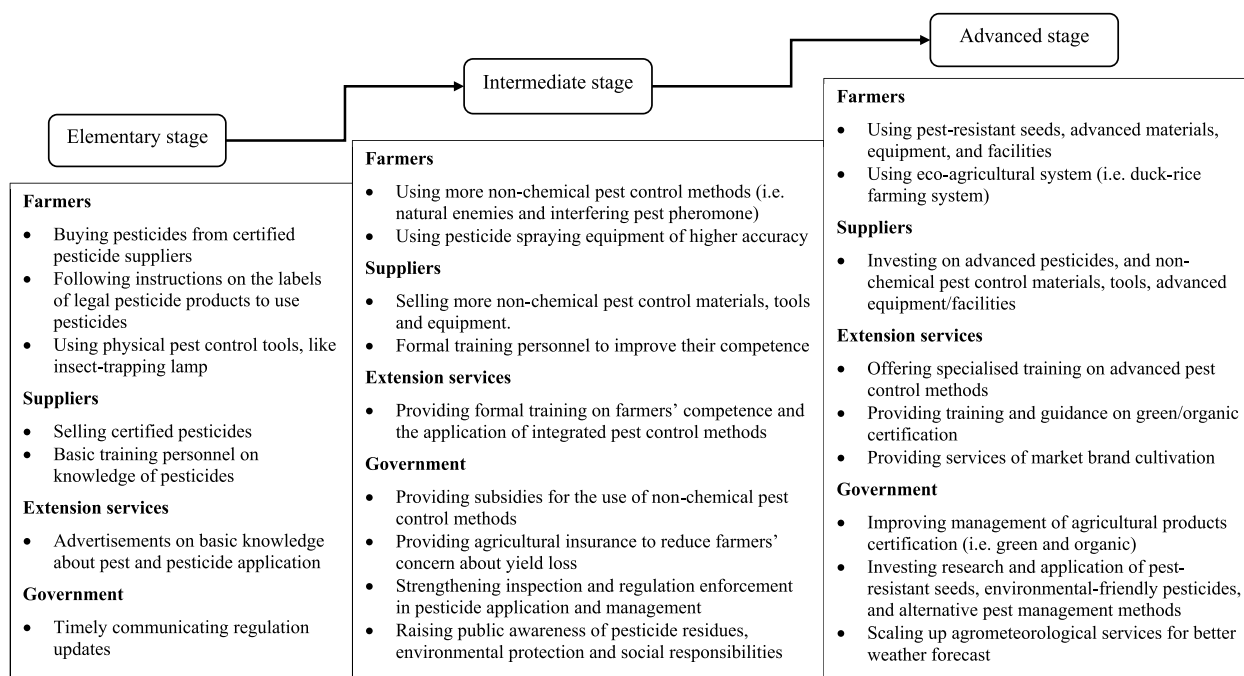 Elementary stage
Farmers
• Buying pesticides from certified
pesticide suppliers
• Following instructions on the labels
of legal pesticide products to use
pesticides
• Using physical pest control tools, like
insect-trapping lamp
Suppliers
• Selling certified pesticides
• Basic training personnel on
knowledge of pesticides
Extension services
• Advertisements on basic knowledge
about pest and pesticide application
Government
• Timely communicating regulation
updates
Intermediate stage
Farmers
• Using more non-chemical pest control methods (i.e.
natural enemies and interfering pest pheromone)
• Using pesticide spraying equipment of higher accuracy
Suppliers
• Selling more non-chemical pest control materials, tools
and equipment.
• Formal training personnel to improve their competence
Extension services
• Providing formal training on farmers’ competence and
the application of integrated pest control methods
Government
• Providing subsidies for the use of non-chemical pest
control methods
• Providing agricultural insurance to reduce farmers’
concern about yield loss
• Strengthening inspection and regulation enforcement
in pesticide application and management
• Raising public awareness of pesticide residues,
environmental protection and social responsibilities
Advanced stage
Farmers
• Using pest-resistant seeds, advanced materials,
equipment, and facilities
• Using eco-agricultural system (i.e. duck-rice
farming system)
Suppliers
• Investing on advanced pesticides, and non-
chemical pest control materials, tools, advanced
equipment/facilities
Extension services
• Offering specialised training on advanced pest
control methods
• Providing training and guidance on green/organic
certification
• Providing services of market brand cultivation
Government
• Improving management of agricultural products
certification (i.e. green and organic)
• Investing research and application of pest-
resistant seeds, environmental-friendly pesticides,
and alternative pest management methods
• Scaling up agrometeorological services for better
weather forecast